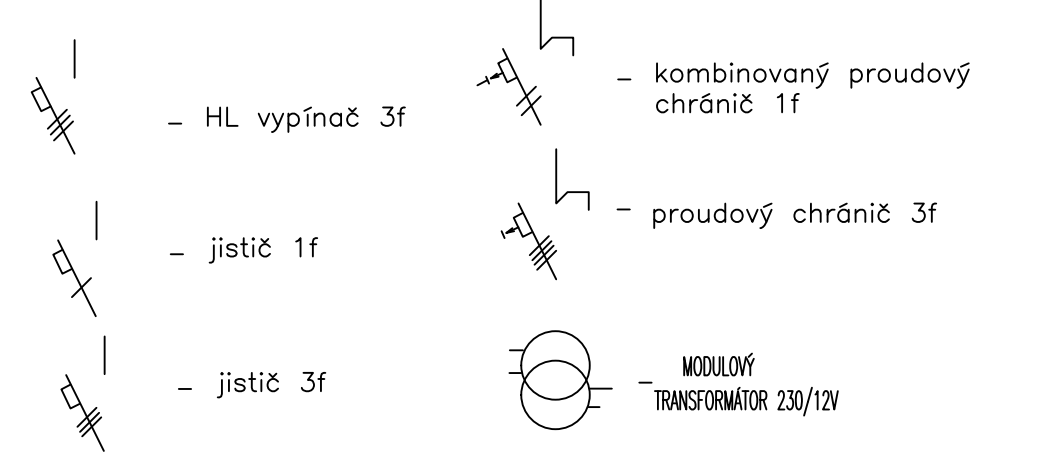 HL vypínač 3f
jistič 1f
jistič 3f
kombinovaný proudový
chránič 1f
proudový chránič 3f
MODULOVÝ
TRANSFORMÁTOR 230/12V